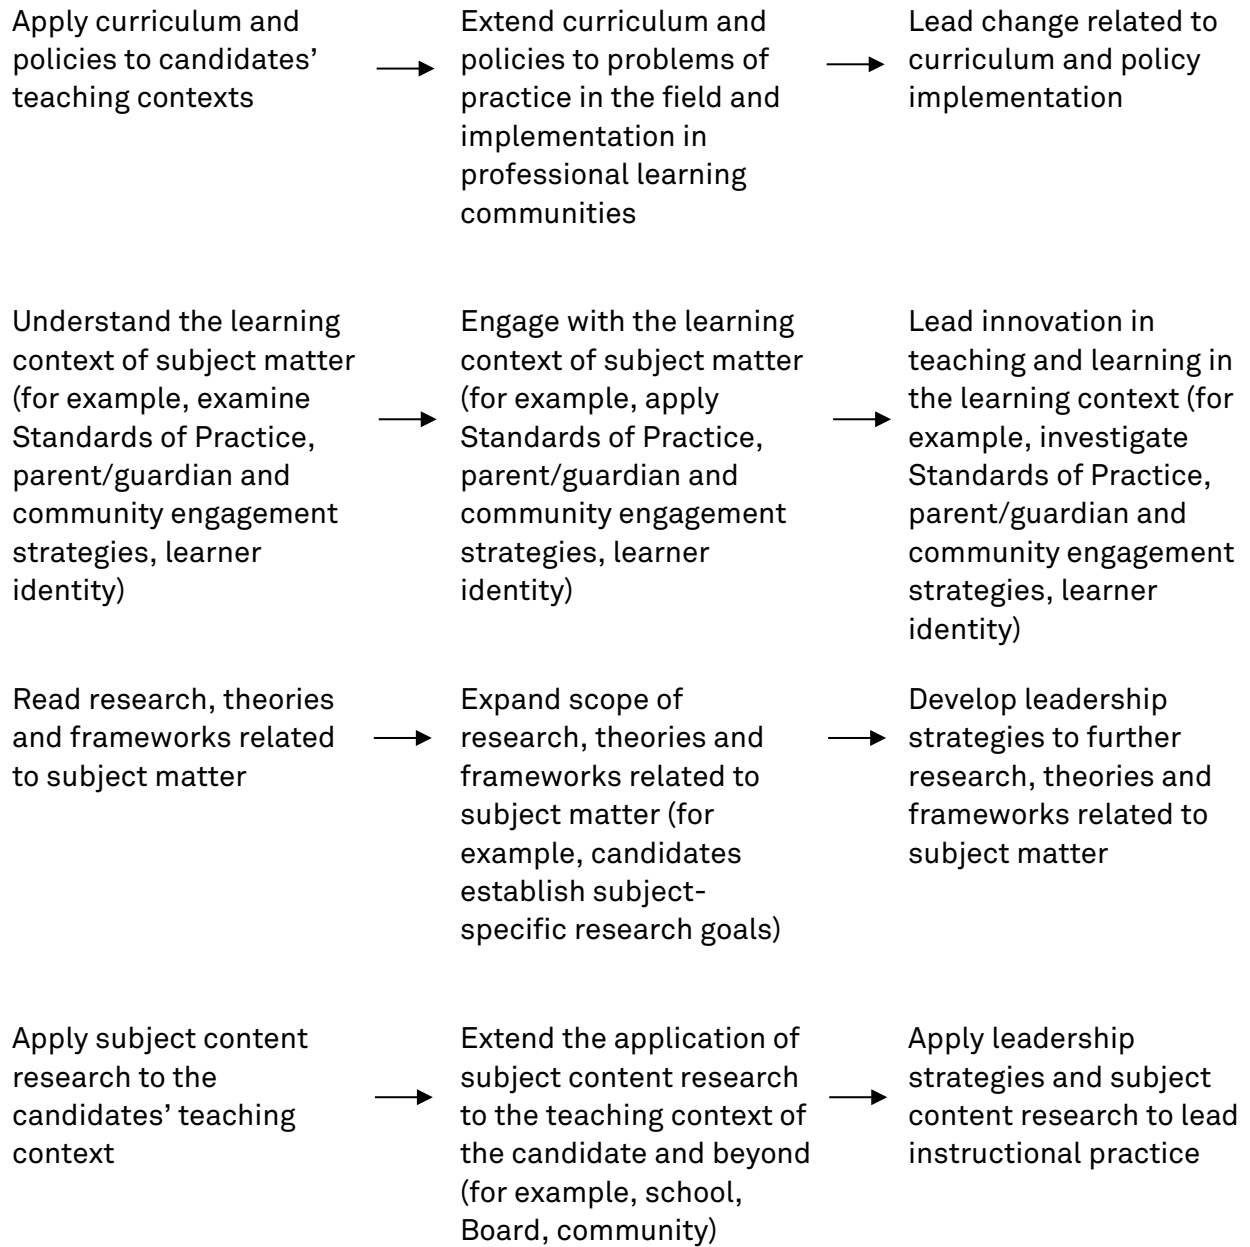 Apply curriculum and
policies to candidates’
teaching contexts
Extend curriculum and
policies to problems of
practice in the field and
implementation in
professional learning
communities
Lead change related to
curriculum and policy
implementation
Understand the learning
context of subject matter
(for example, examine
Standards of Practice,
parent/guardian and
community engagement
strategies, learner
identity)
Engage with the learning
context of subject matter
(for example, apply
Standards of Practice,
parent/guardian and
community engagement
strategies, learner
identity)
Lead innovation in
teaching and learning in
the learning context (for
example, investigate
Standards of Practice,
parent/guardian and
community engagement
strategies, learner
identity)
Read research, theories
and frameworks related
to subject matter
Expand scope of
research, theories and
frameworks related to
subject matter (for
example, candidates
establish subject-
specific research goals)
Develop leadership
strategies to further
research, theories and
frameworks related to
subject matter
Apply subject content
research to the
candidates’ teaching
context
Extend the application of
subject content research
to the teaching context of
the candidate and beyond
(for example, school,
Board, community)
Apply leadership
strategies and subject
content research to lead
instructional practice